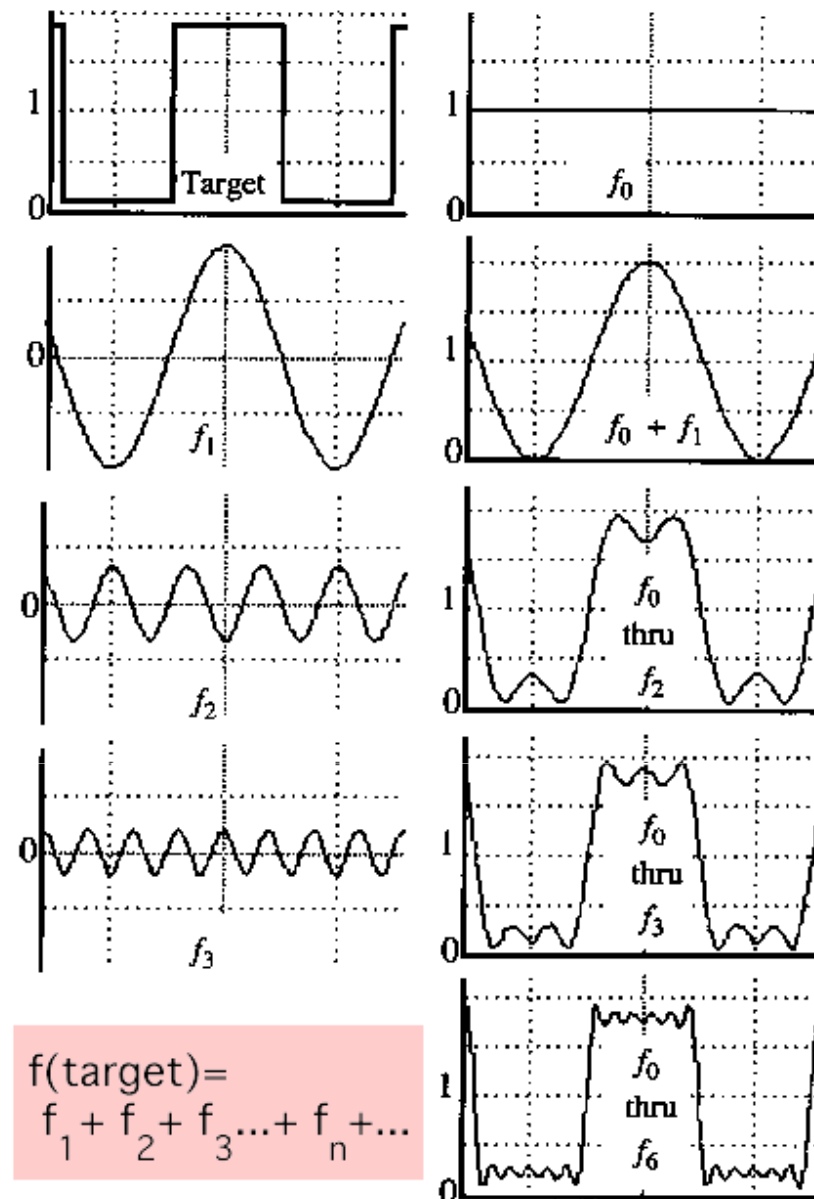 1
Target
0
1
f₀
0
0
f₁
1
f₀ + f₁
0
0
f₂
1
f₀
thru
f₂
0
0
f₃
1
f₀
thru
f₃
0
f(target)=
f₁ + f₂ + f₃...+ fₙ+...
1
f₀
thru
f₆
0